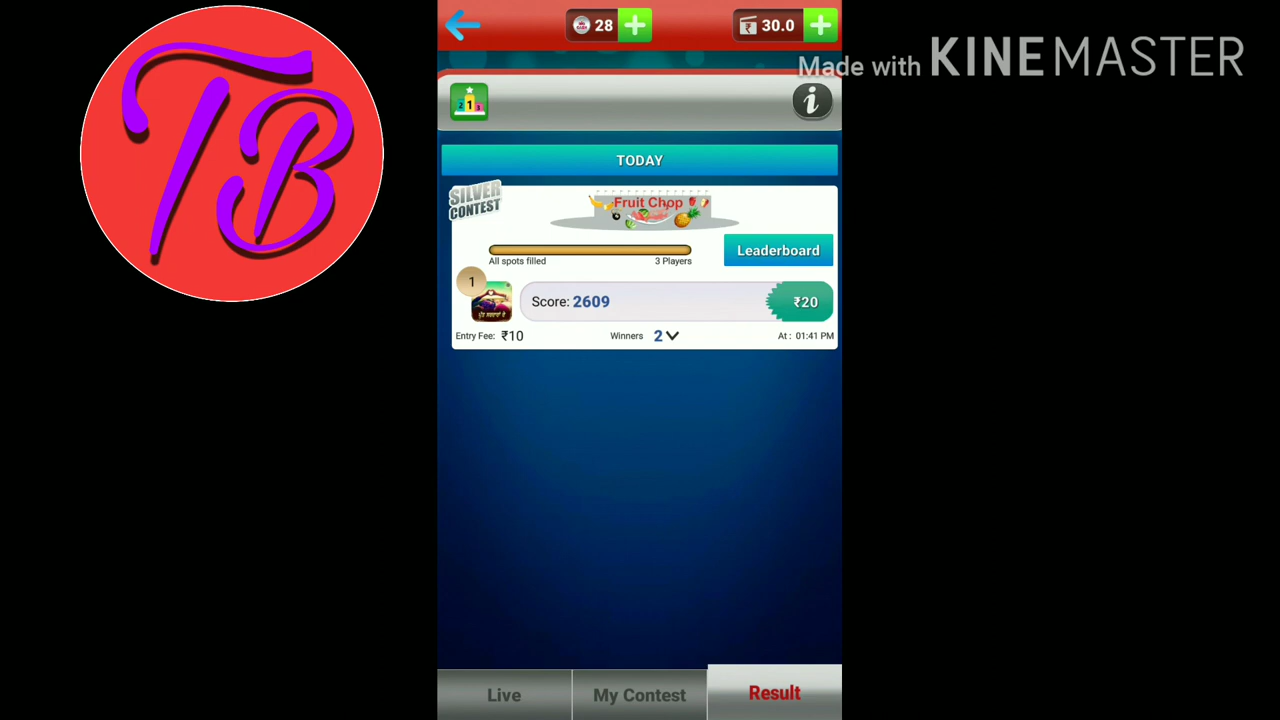 TB
28
30.0
Made with KINEMASTER
TODAY
SILVER
CONTEST
Fruit Chop
Leaderboard
All spots filled
3 Players
1
Score: 2609
₹20
Entry Fee: ₹10
Winners 2
At : 01:41 PM
Live
My Contest
Result